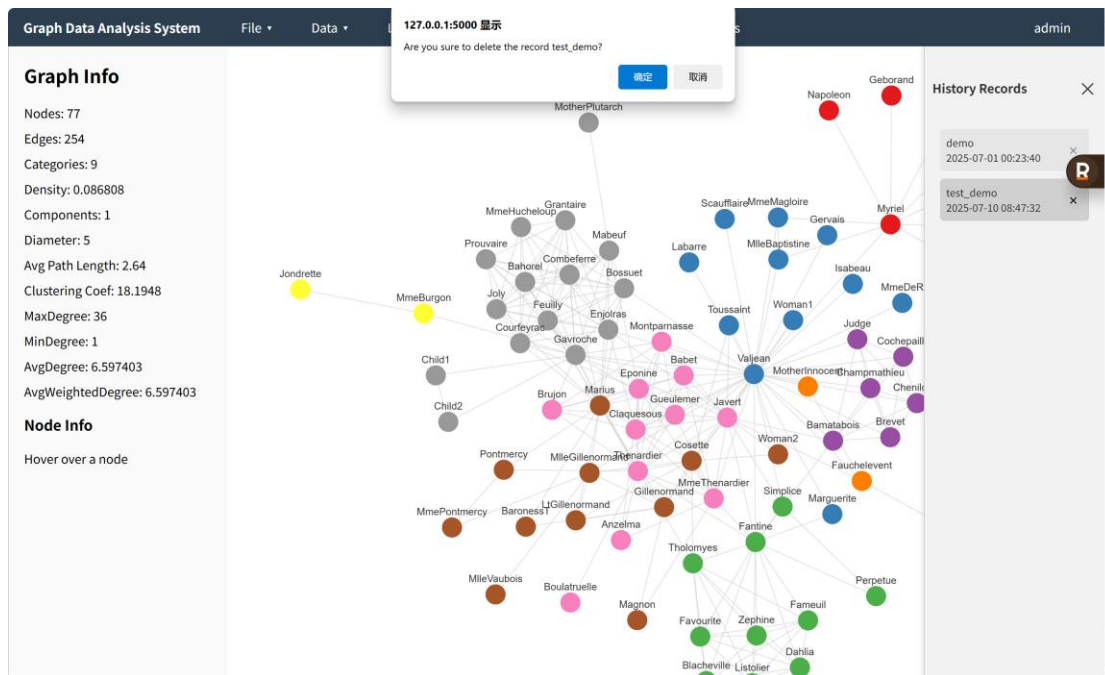 Graph Data Analysis System
File ▾
Data ▾
admin
127.0.0.1:5000 显示
Are you sure to delete the record test_demo?
确定
取消
Graph Info
Nodes: 77
Edges: 254
Categories: 9
Density: 0.086808
Components: 1
Diameter: 5
Avg Path Length: 2.64
Clustering Coef: 18.1948
MaxDegree: 36
MinDegree: 1
AvgDegree: 6.597403
AvgWeightedDegree: 6.597403
Node Info
Hover over a node
MotherPlutarch
Napoleon
Geborand
MmeHucheloup
Grantaire
Scaufflaire
MmeMagloire
Gervais
Myriel
Prouvaire
Mabeuf
Bahorel
Combeferre
Bossuet
Labarre
MlleBaptistine
Isabeau
Jondrette
MmeBurgon
Joly
Feuilly
Enjolras
Toussaint
Woman1
MmeDeR
Courfeyrac
Gavroche
Montparnasse
Judge
Cochepaill
Child1
Babet
Valjean
MotherInnocent
Champmathieu
Eponine
Chenild
Brujon
Marius
Gueulemer
Javert
Child2
Claquesous
Bamatabois
Brevet
Pontmercy
MlleGillenormand
Thenardier
Cosette
Woman2
Fauchelevent
MmePontmercy
BaronessT
LtGillenormand
Gillenormand
MmeThenardier
Simplice
Marguerite
Anzelma
Fantine
Tholomyes
MlleVaubois
Boulatruelle
Magnon
Perpetue
Favourite
Zephine
Fameuil
Blacheville
Listolier
Dahlia
History Records
demo
2025-07-01 00:23:40
test_demo
2025-07-10 08:47:32
R